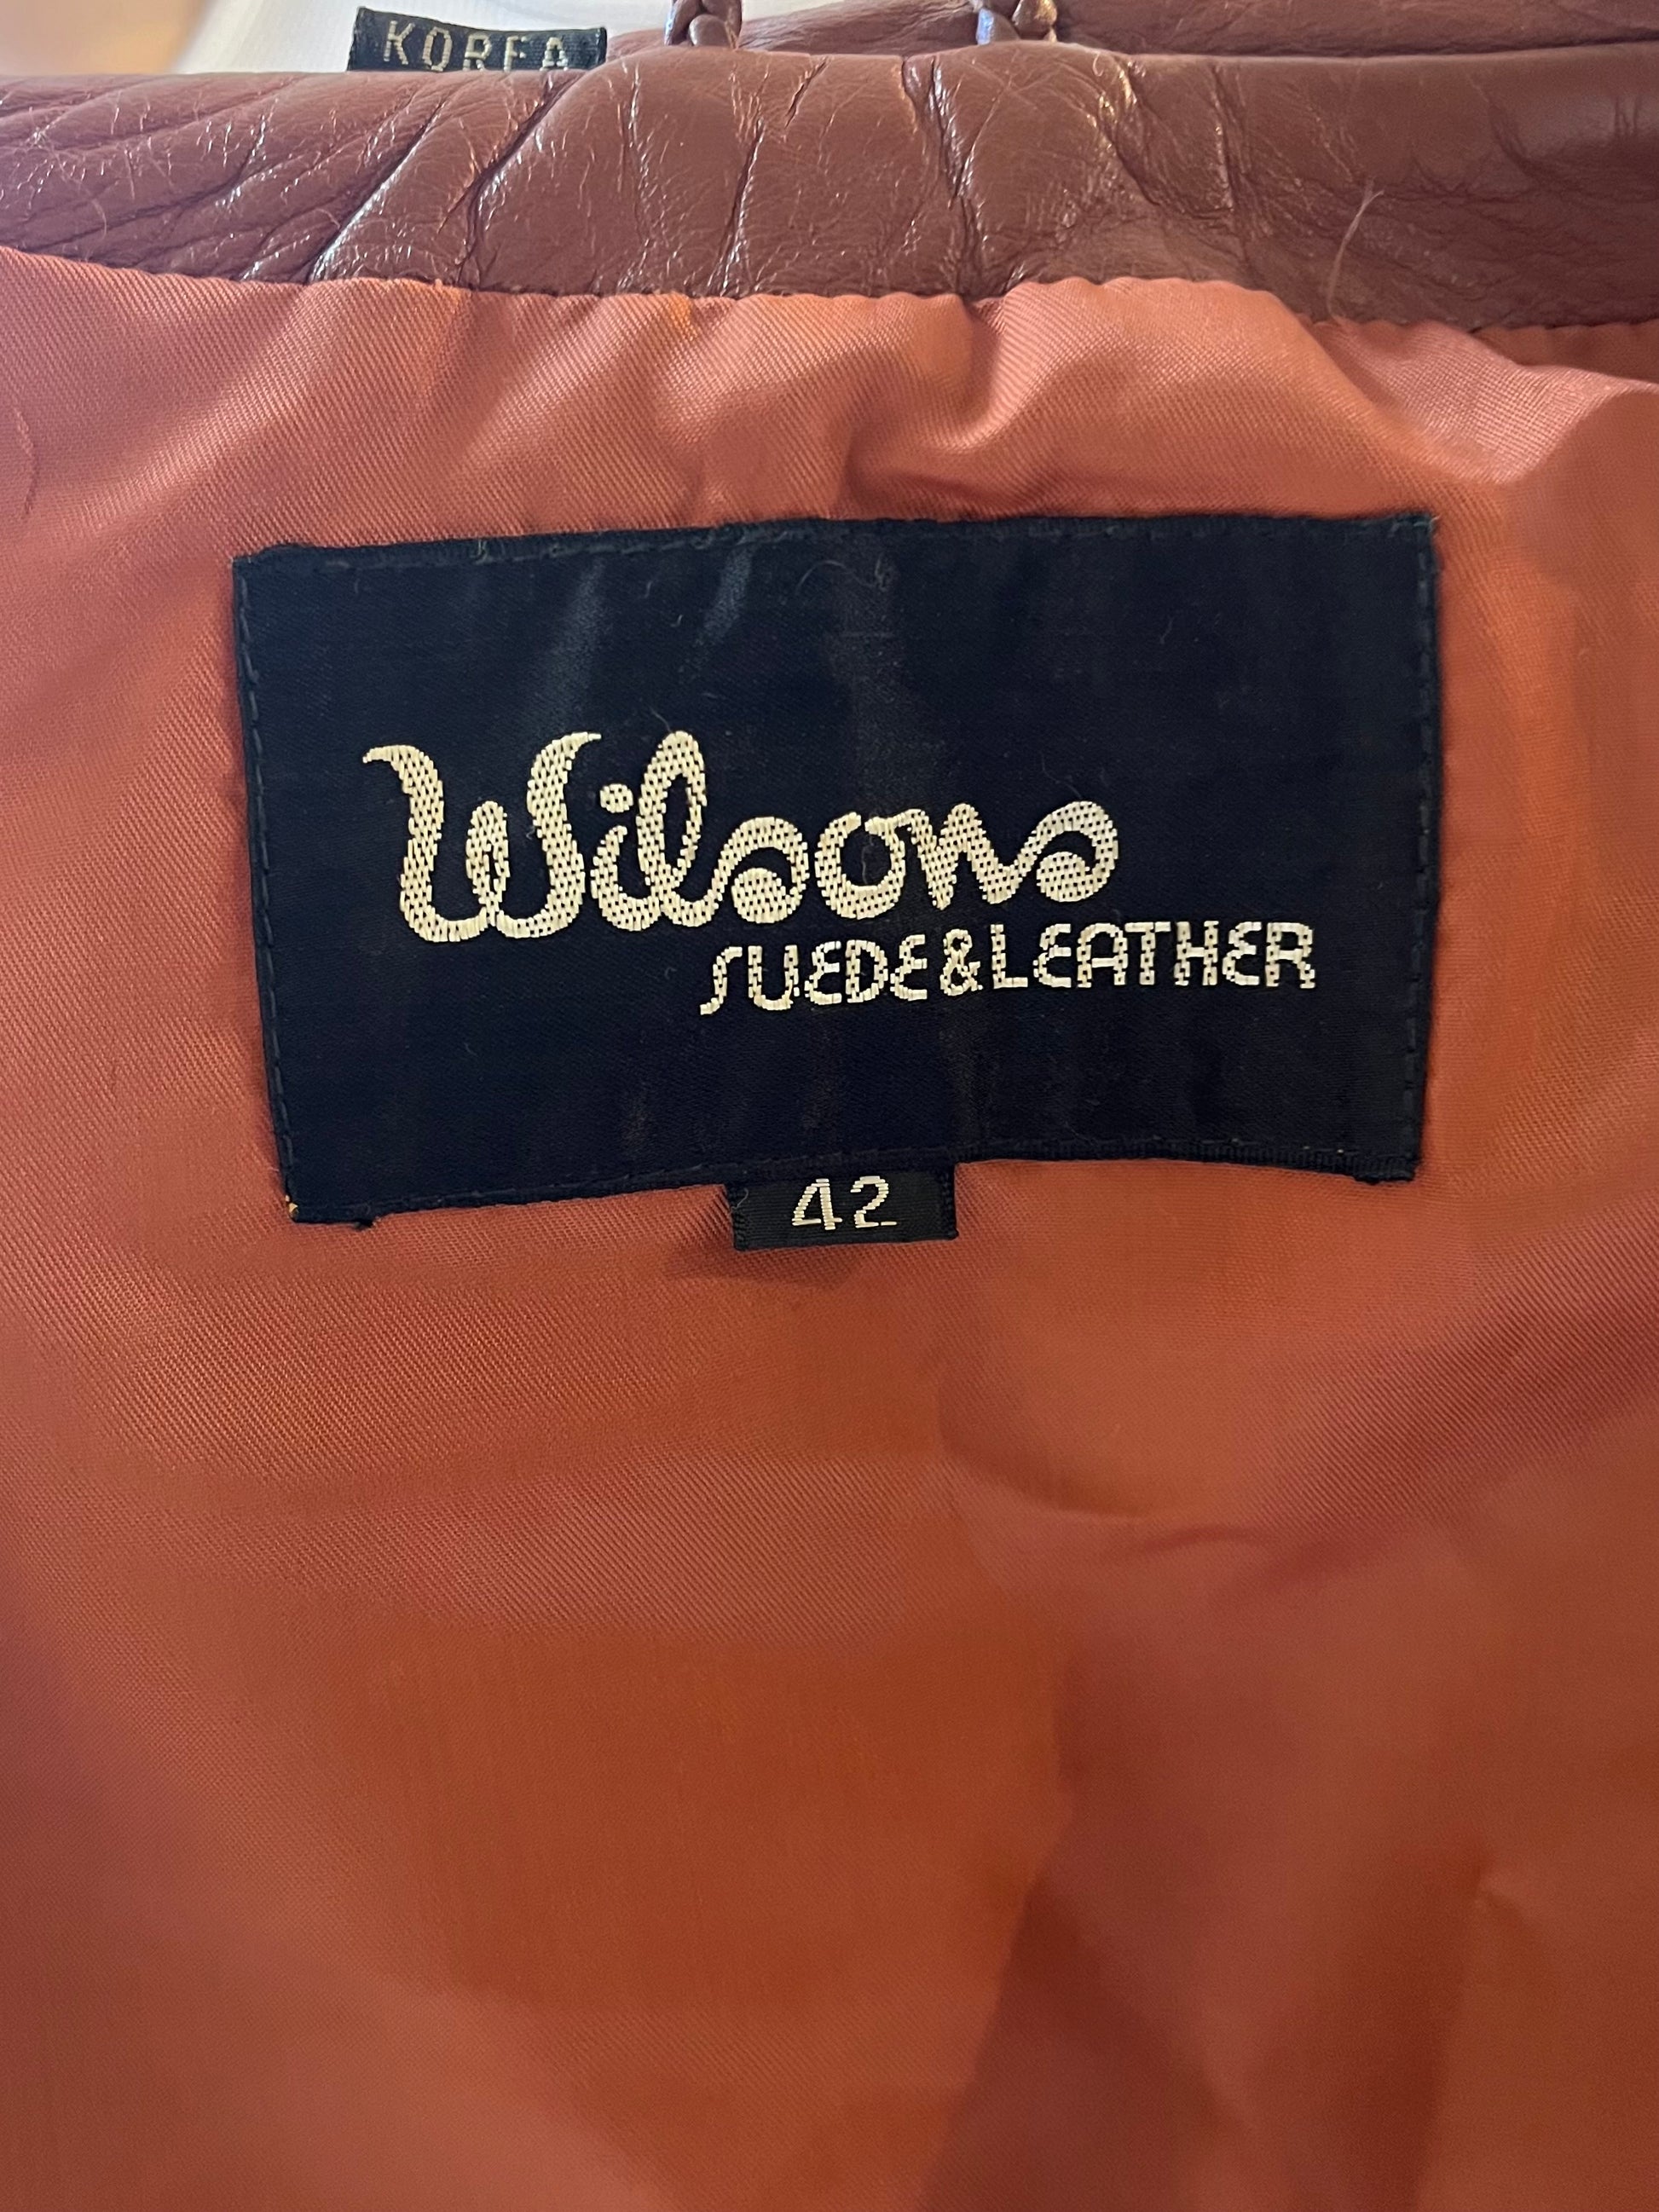 KOREA
Wilsons
SUEDE & LEATHER
42